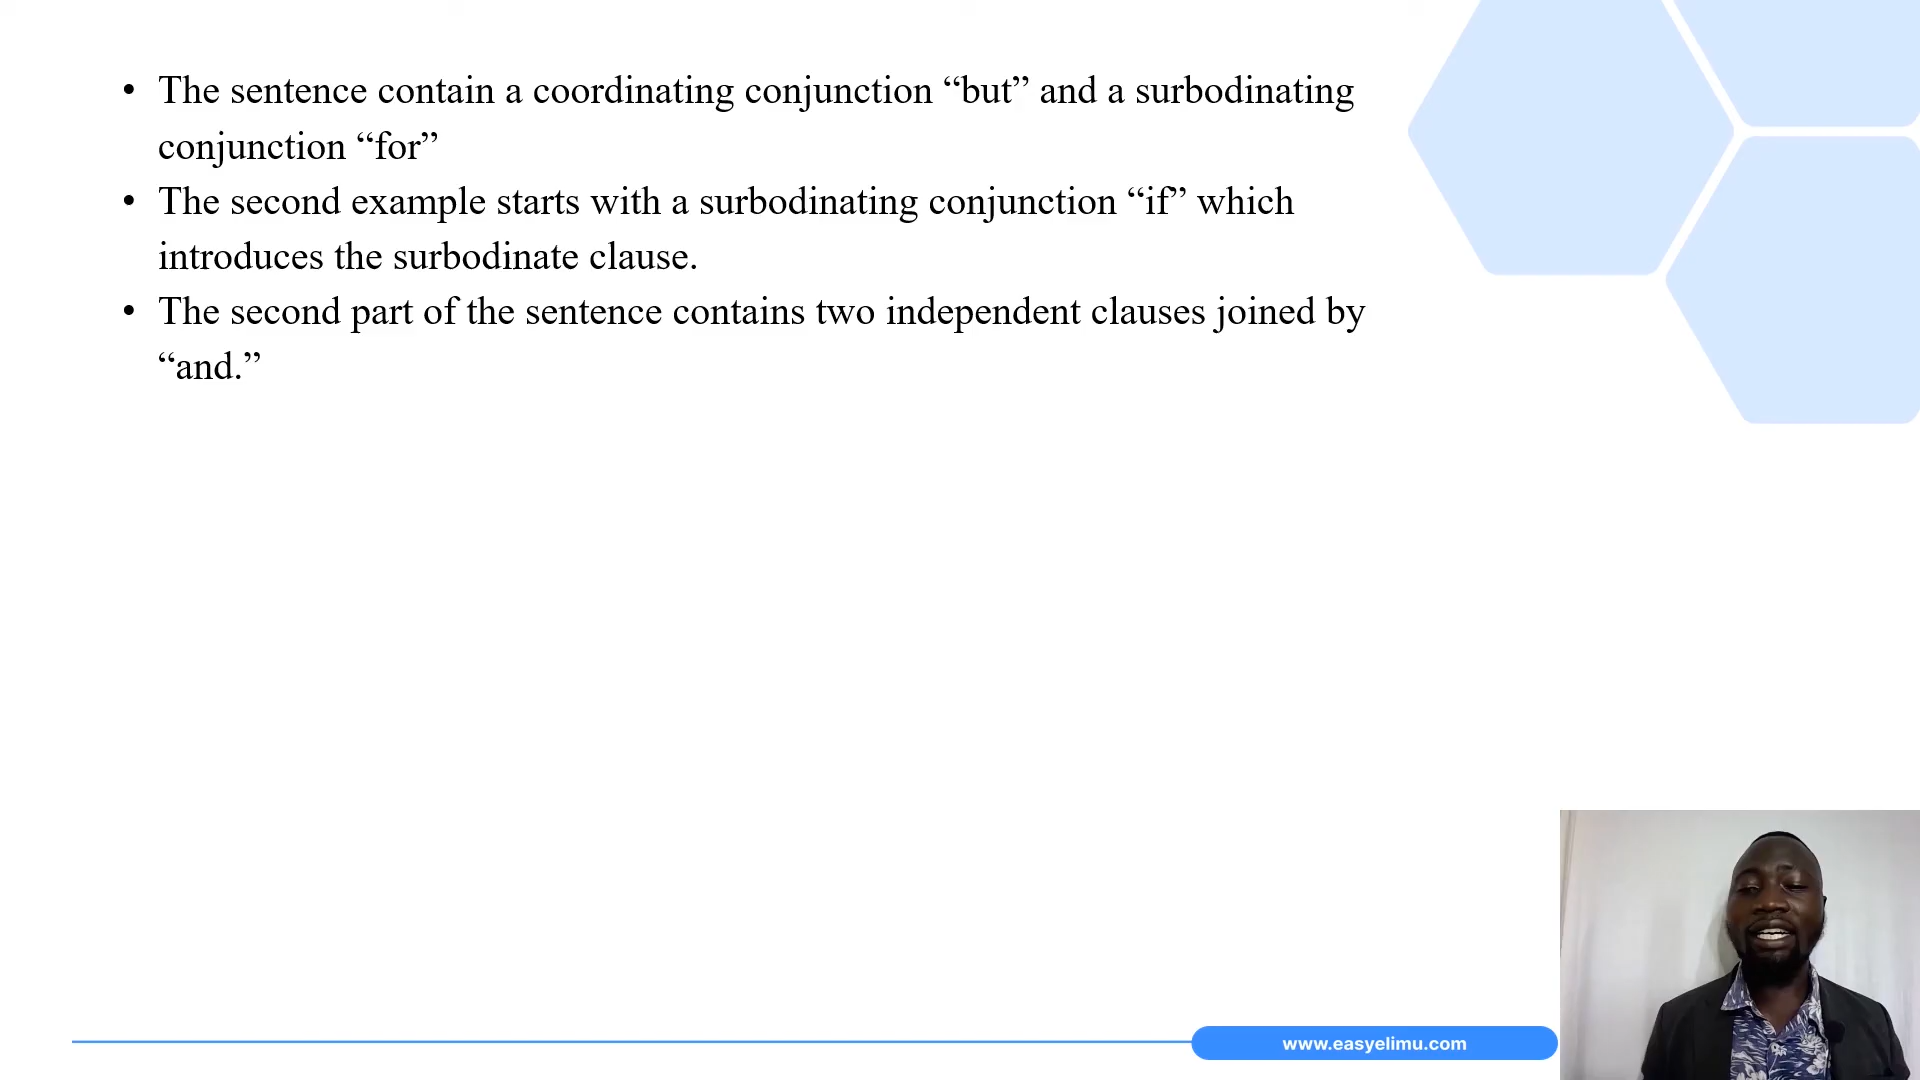 • The sentence contain a coordinating conjunction “but” and a surbodinating
conjunction “for”
• The second example starts with a surbodinating conjunction “if” which
introduces the surbodinate clause.
• The second part of the sentence contains two independent clauses joined by
“and.”
www.easyelimu.com